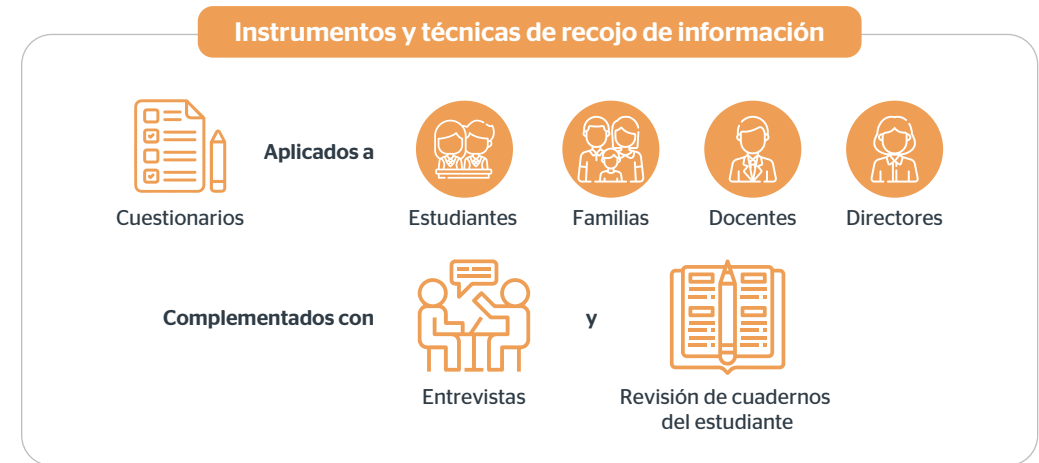 Instrumentos y técnicas de recojo de información
Aplicados a
Cuestionarios
Estudiantes
Familias
Docentes
Directores
Complementados con
y
Entrevistas
Revisión de cuadernos
del estudiante